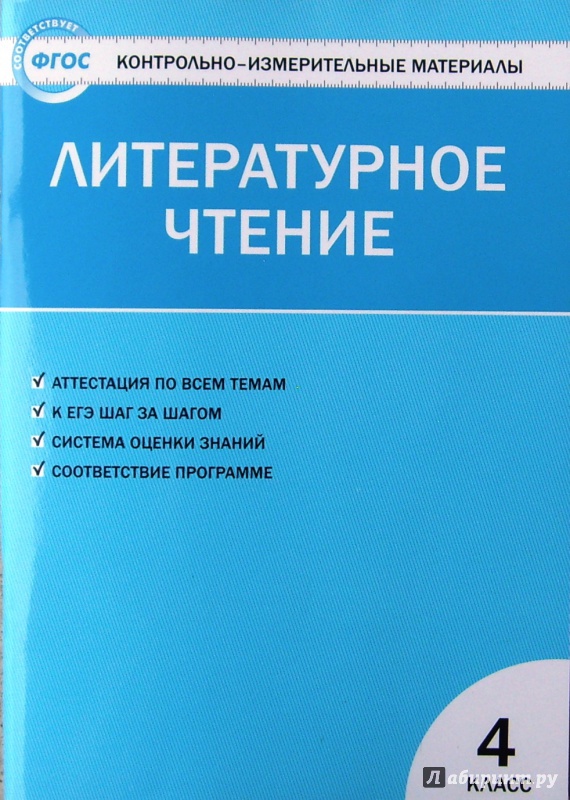 СООТВЕТСТВУЕТ
ФГОС
КОНТРОЛЬНО-ИЗМЕРИТЕЛЬНЫЕ МАТЕРИАЛЫ
ЛИТЕРАТУРНОЕ
ЧТЕНИЕ
АТТЕСТАЦИЯ ПО ВСЕМ ТЕМАМ
К ЕГЭ ШАГ ЗА ШАГОМ
СИСТЕМА ОЦЕНКИ ЗНАНИЙ
СООТВЕТСТВИЕ ПРОГРАММЕ
4
КЛАСС
Лабиринт.ру